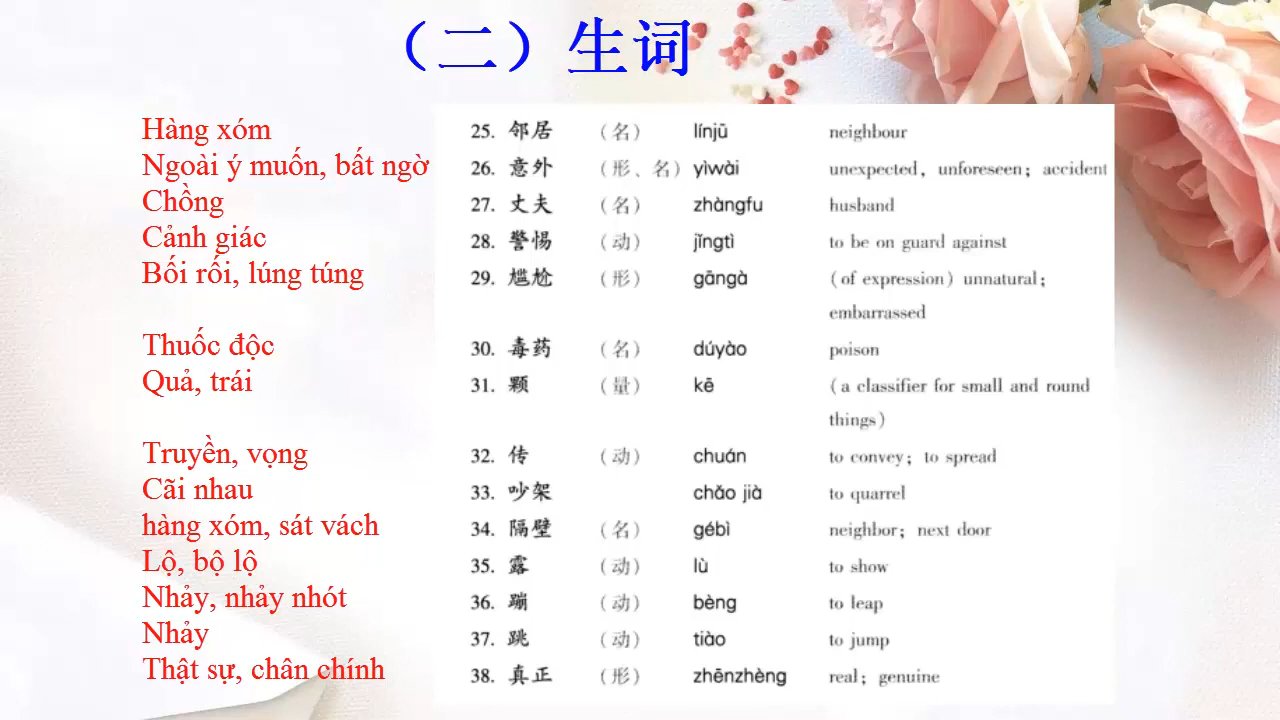 （二）生词
Hàng xóm
Ngoài ý muốn, bất ngờ
Chồng
Cảnh giác
Bối rối, lúng túng
Thuốc độc
Quả, trái
Truyền, vọng
Cãi nhau
hàng xóm, sát vách
Lộ, bộ lộ
Nhảy, nhảy nhót
Nhảy
Thật sự, chân chính
25. 邻居 （名） línjū neighbour
26. 意外 （形、名） yìwài unexpected, unforeseen; accident
27. 丈夫 （名） zhàngfu husband
28. 警惕 （动） jǐngtì to be on guard against
29. 尴尬 （形） gāngà (of expression) unnatural;
embarrassed
30. 毒药 （名） dúyào poison
31. 颗 （量） kē (a classifier for small and round
things)
32. 传 （动） chuán to convey; to spread
33. 吵架 chǎo jià to quarrel
34. 隔壁 （名） gébì neighbor; next door
35. 露 （动） lù to show
36. 蹦 （动） bèng to leap
37. 跳 （动） tiào to jump
38. 真正 （形） zhēnzhèng real; genuine